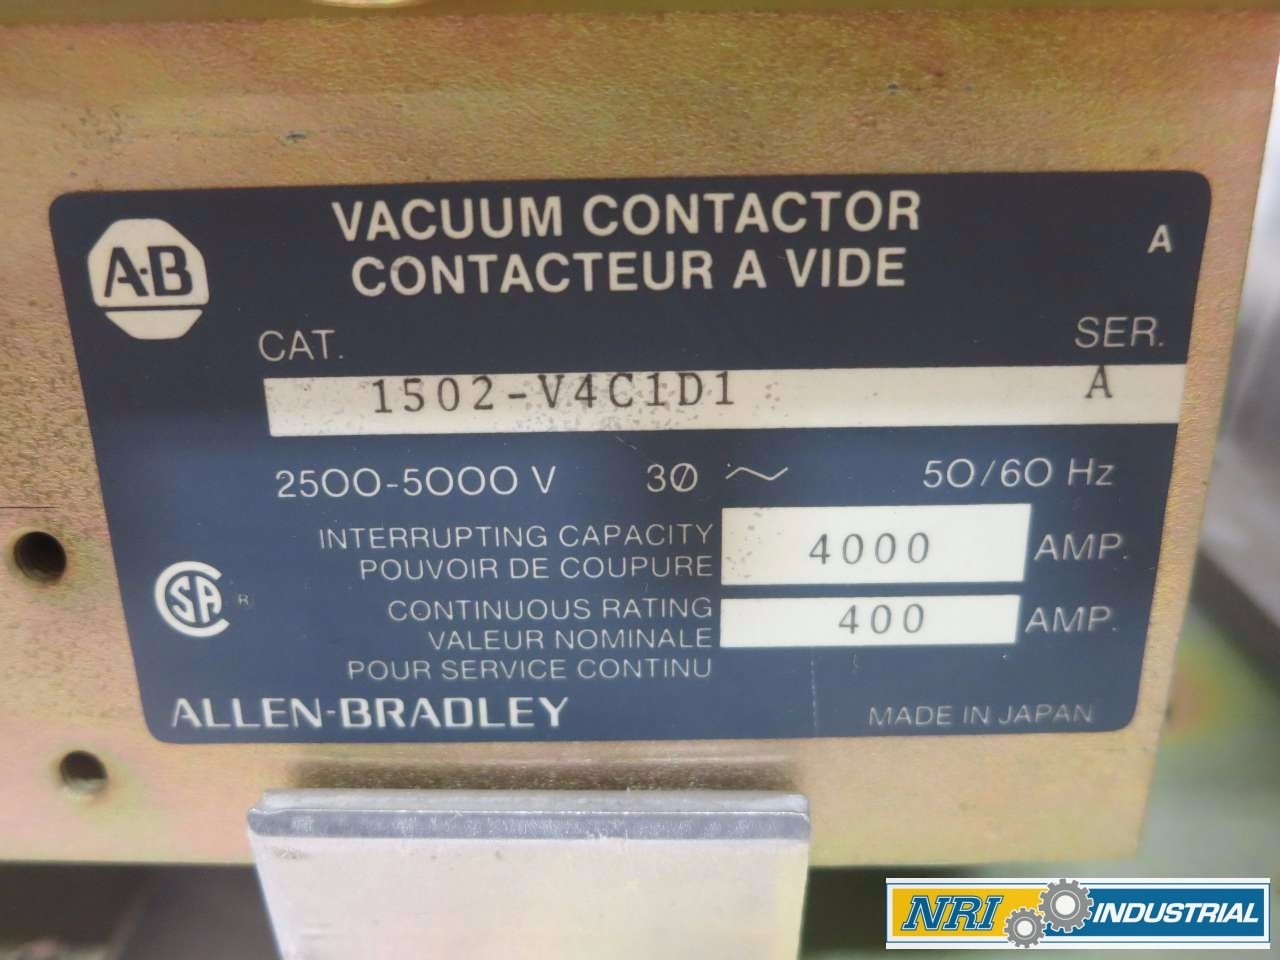 A-B
VACUUM CONTACTOR
CONTACTEUR A VIDE
A
CAT.
SER.
1502-V4C1D1
A
2500-5000 V 3Ø ~ 50/60 Hz
INTERRUPTING CAPACITY
POUVOIR DE COUPURE
4000 AMP.
CONTINUOUS RATING
VALEUR NOMINALE
POUR SERVICE CONTINU
400 AMP.
SA ®
ALLEN-BRADLEY
MADE IN JAPAN
NRI INDUSTRIAL